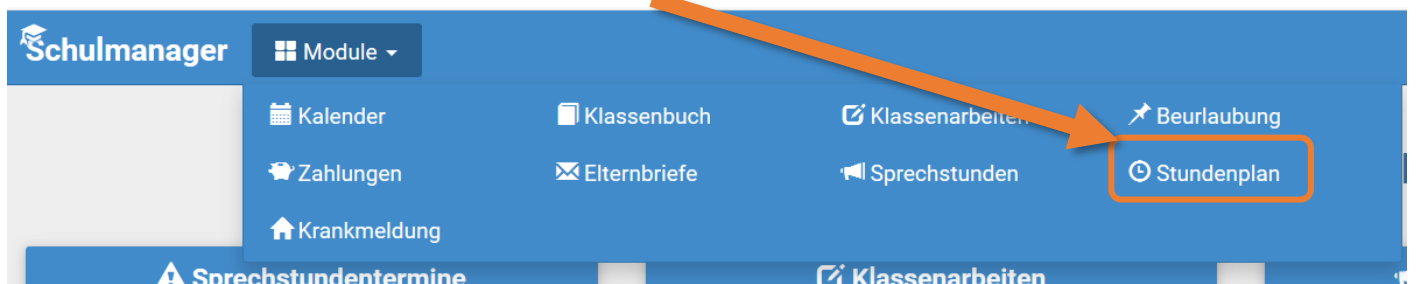 Schulmanager Module
Kalender Klassenbuch Klassenarbeiten Beurlaubung
Zahlungen Elternbriefe Sprechstunden Stundenplan
Krankmeldung
Sprechstundentermine Klassenarbeiten